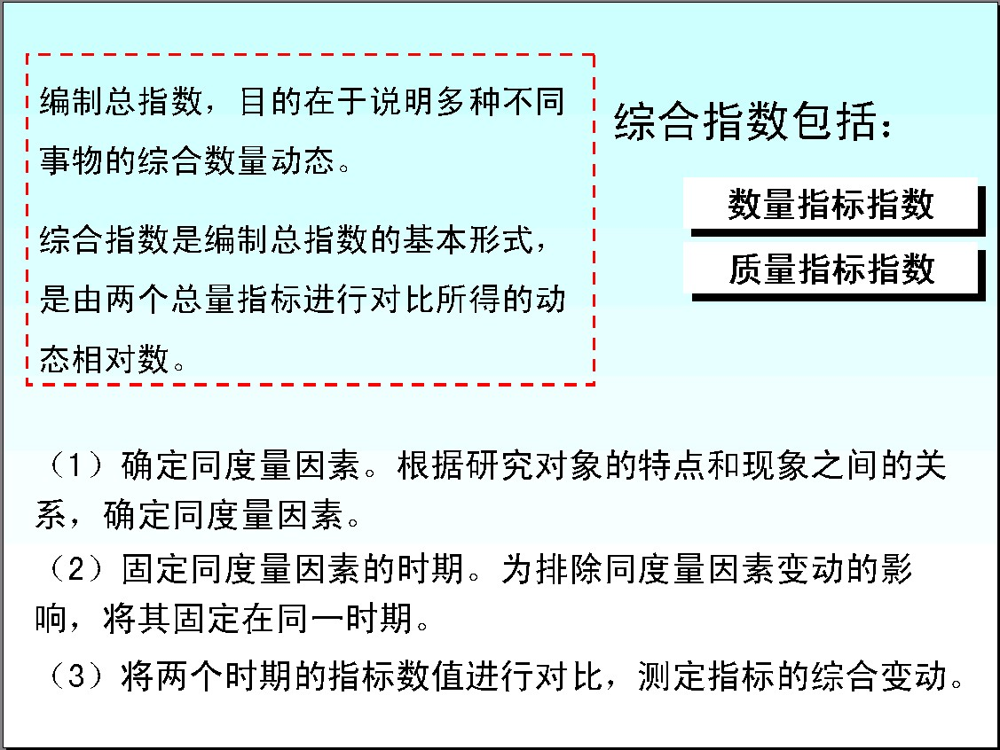 编制总指数，目的在于说明多种不同
事物的综合数量动态。
综合指数是编制总指数的基本形式，
是由两个总量指标进行对比所得的动
态相对数。
综合指数包括：
数量指标指数
质量指标指数
（1）确定同度量因素。根据研究对象的特点和现象之间的关
系，确定同度量因素。
（2）固定同度量因素的时期。为排除同度量因素变动的影
响，将其固定在同一时期。
（3）将两个时期的指标数值进行对比，测定指标的综合变动。